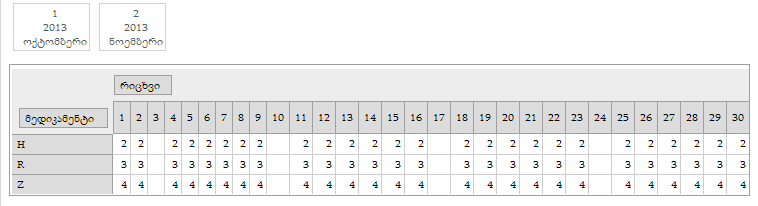 1 2
2013 2013
ოქტომბერი ნოემბერი
რიცხვი
მედიკამენტი 1 2 3 4 5 6 7 8 9 10 11 12 13 14 15 16 17 18 19 20 21 22 23 24 25 26 27 28 29 30
H 2 2 2 2 2 2 2 2 2 2 2 2 2 2 2 2 2 2 2 2 2 2 2 2 2 2
R 3 3 3 3 3 3 3 3 3 3 3 3 3 3 3 3 3 3 3 3 3 3 3 3 3 3
Z 4 4 4 4 4 4 4 4 4 4 4 4 4 4 4 4 4 4 4 4 4 4 4 4 4 4